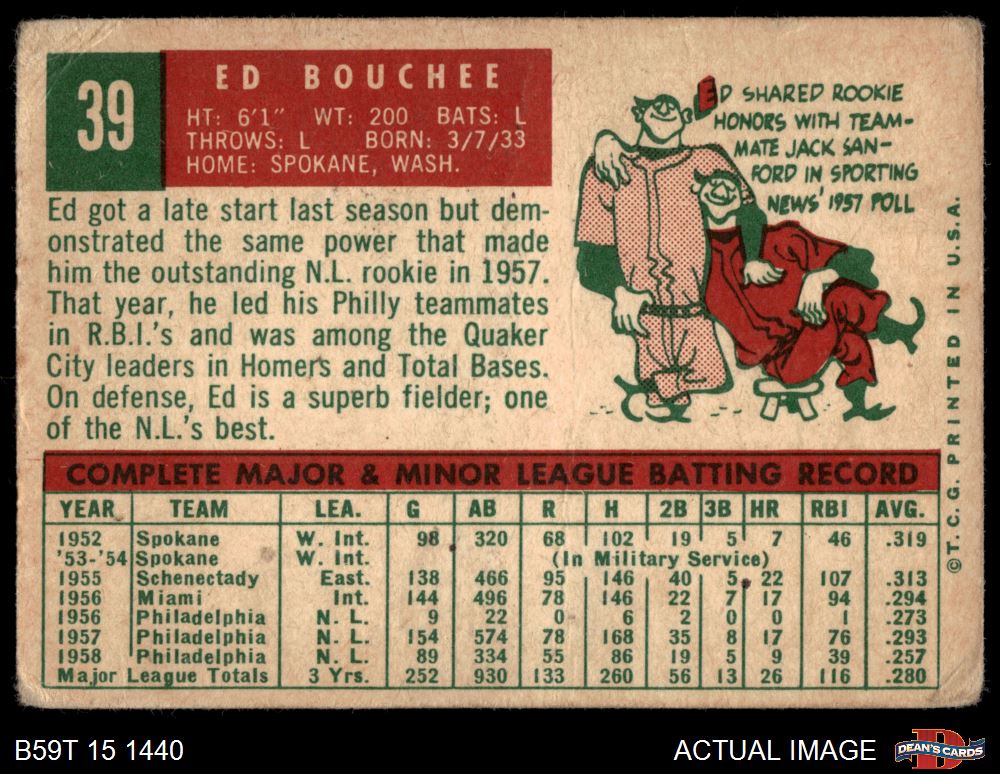 39
ED BOUCHEE
HT: 6'1" WT: 200 BATS: L
THROWS: L BORN: 3/7/33
HOME: SPOKANE, WASH.
ED SHARED ROOKIE
HONORS WITH TEAM-
MATE JACK SAN-
FORD IN SPORTING
NEWS' 1957 POLL
Ed got a late start last season but dem-
onstrated the same power that made
him the outstanding N.L. rookie in 1957.
That year, he led his Philly teammates
in R.B.I.'s and was among the Quaker
City leaders in Homers and Total Bases.
On defense, Ed is a superb fielder; one
of the N.L.'s best.
COMPLETE MAJOR & MINOR LEAGUE BATTING RECORD
YEAR TEAM LEA. G AB R H 2B 3B HR RBI AVG.
1952 Spokane W. Int. 98 320 68 102 19 5 7 46 .319
'53-'54 Spokane W. Int. (In Military Service)
1955 Schenectady East. 138 466 95 146 40 5 22 107 .313
1956 Miami Int. 144 496 78 146 22 7 17 94 .294
1956 Philadelphia N. L. 9 22 0 6 2 0 0 1 .273
1957 Philadelphia N. L. 154 574 78 168 35 8 17 76 .293
1958 Philadelphia N. L. 89 334 55 86 19 5 9 39 .257
Major League Totals 3 Yrs. 252 930 133 260 56 13 26 116 .280
©T. C. G. PRINTED IN U.S.A.
B59T 15 1440
ACTUAL IMAGE
D
DEAN'S CARDS